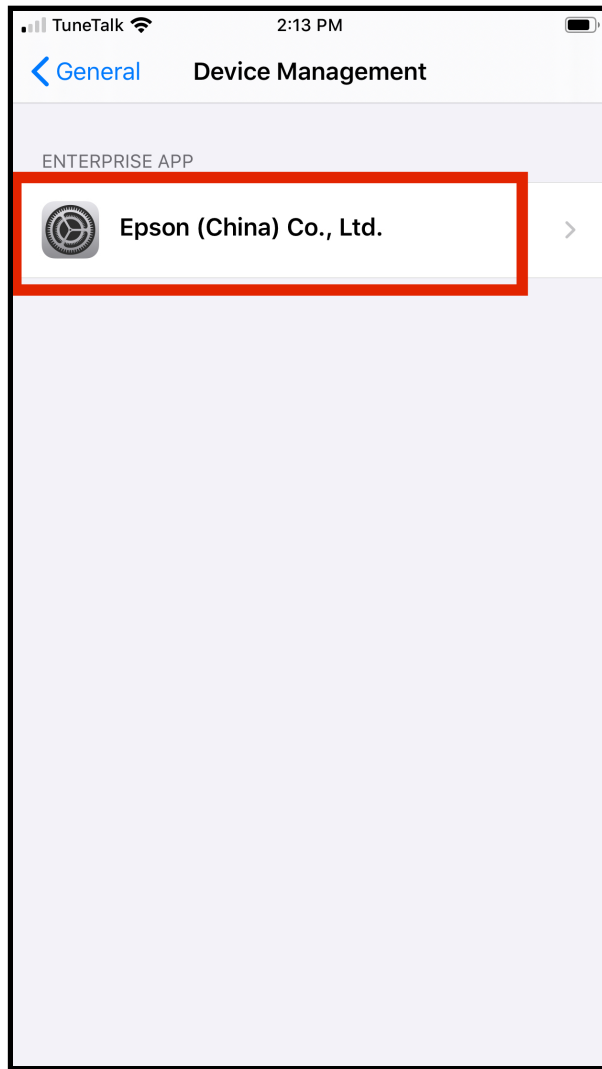 TuneTalk 2:13 PM
General Device Management
ENTERPRISE APP
Epson (China) Co., Ltd.